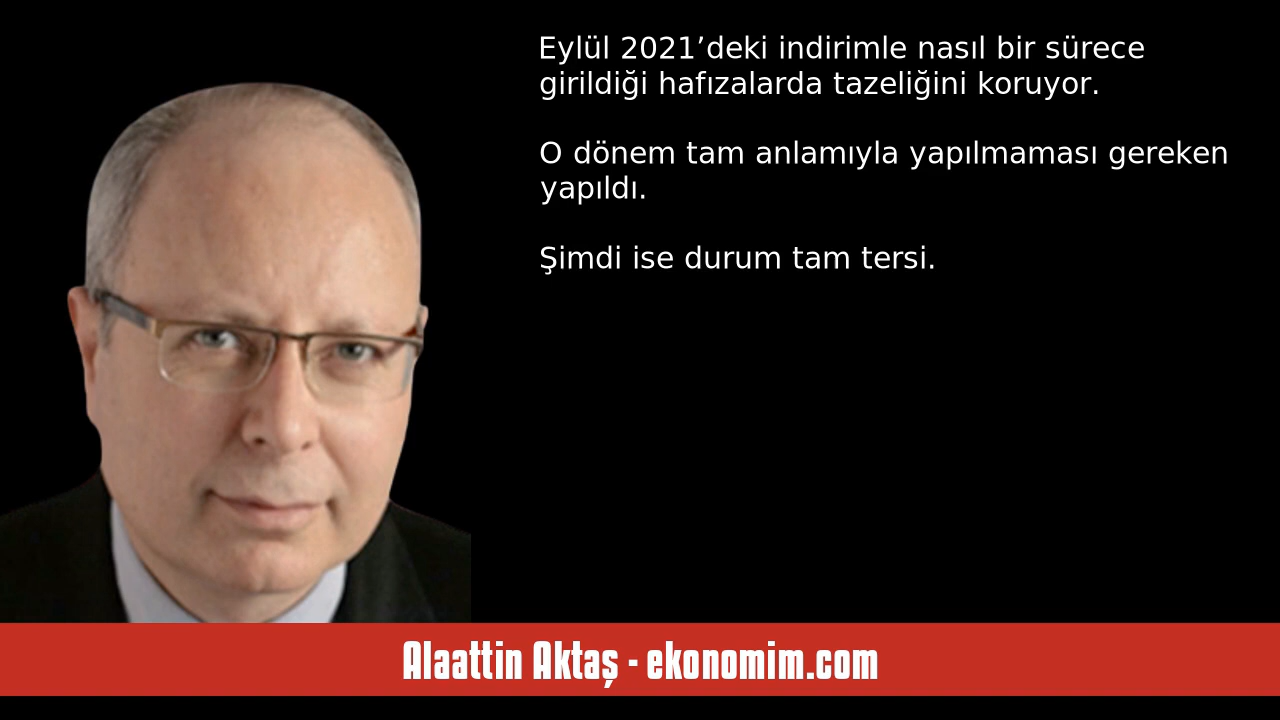 Eylül 2021’deki indirimle nasıl bir sürece
girildiği hafızalarda tazeliğini koruyor.
O dönem tam anlamıyla yapılmaması gereken
yapıldı.
Şimdi ise durum tam tersi.
Alaattin Aktaş - ekonomim.com